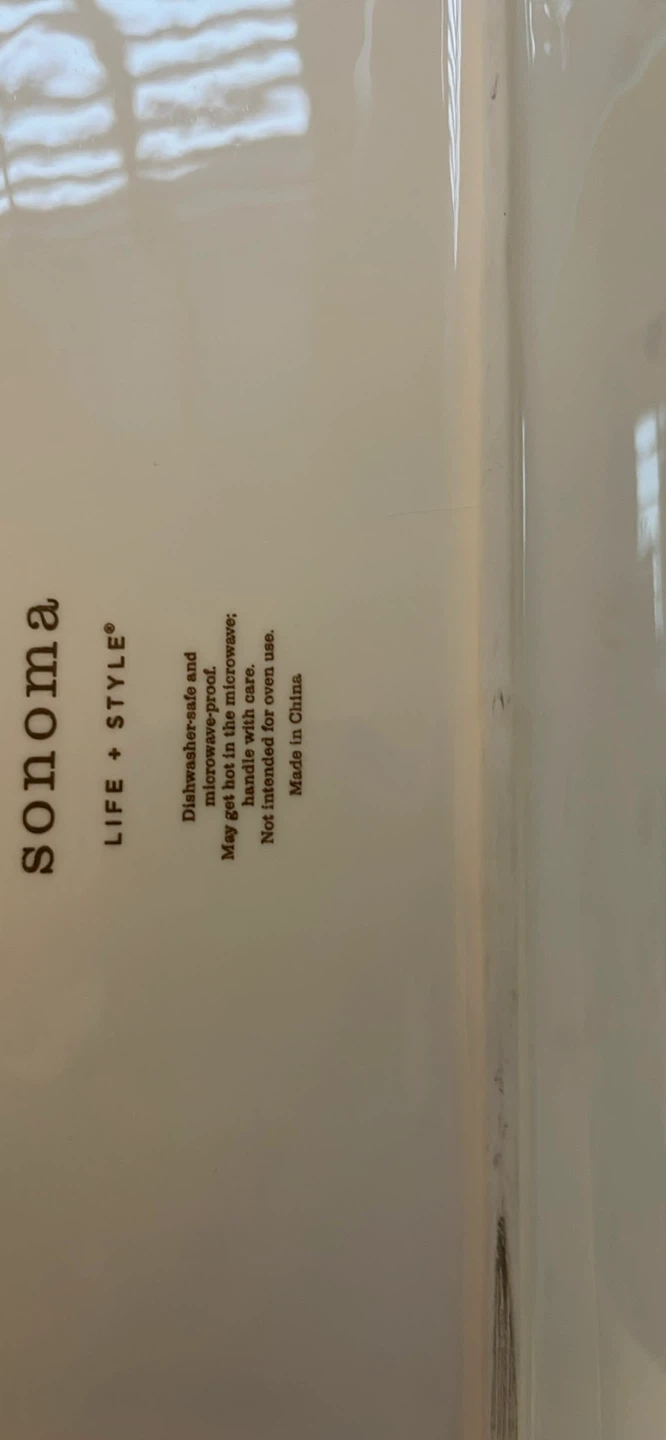 sonoma
LIFE + STYLE®
Dishwasher-safe and
microwave-proof.
May get hot in the microwave;
handle with care.
Not intended for oven use.
Made in China